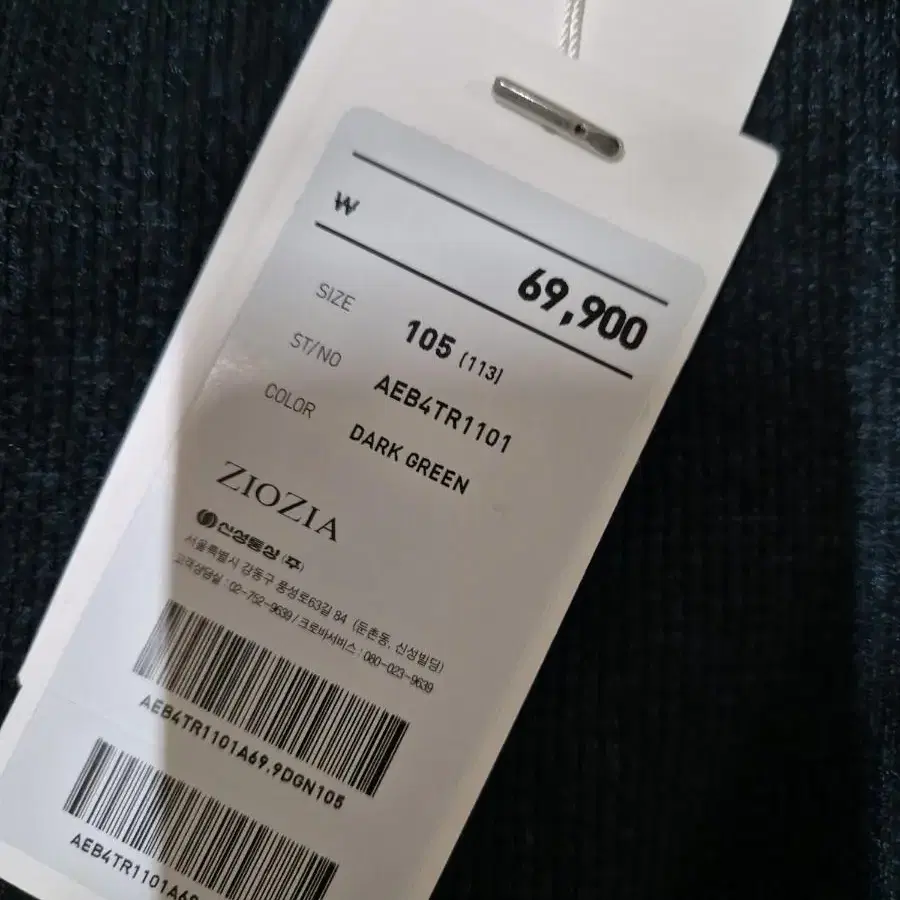 ₩ 69,900
SIZE 105 (113)
ST/NO AEB4TR1101
COLOR DARK GREEN
ZIOZIA
신성통상(주)
서울특별시 강동구 풍성로63길 84 (둔촌동, 신성빌딩)
고객상담실 : 02-752-9639 / 크로바서비스 : 080-023-9639
AEB4TR1101A69.9DGN105